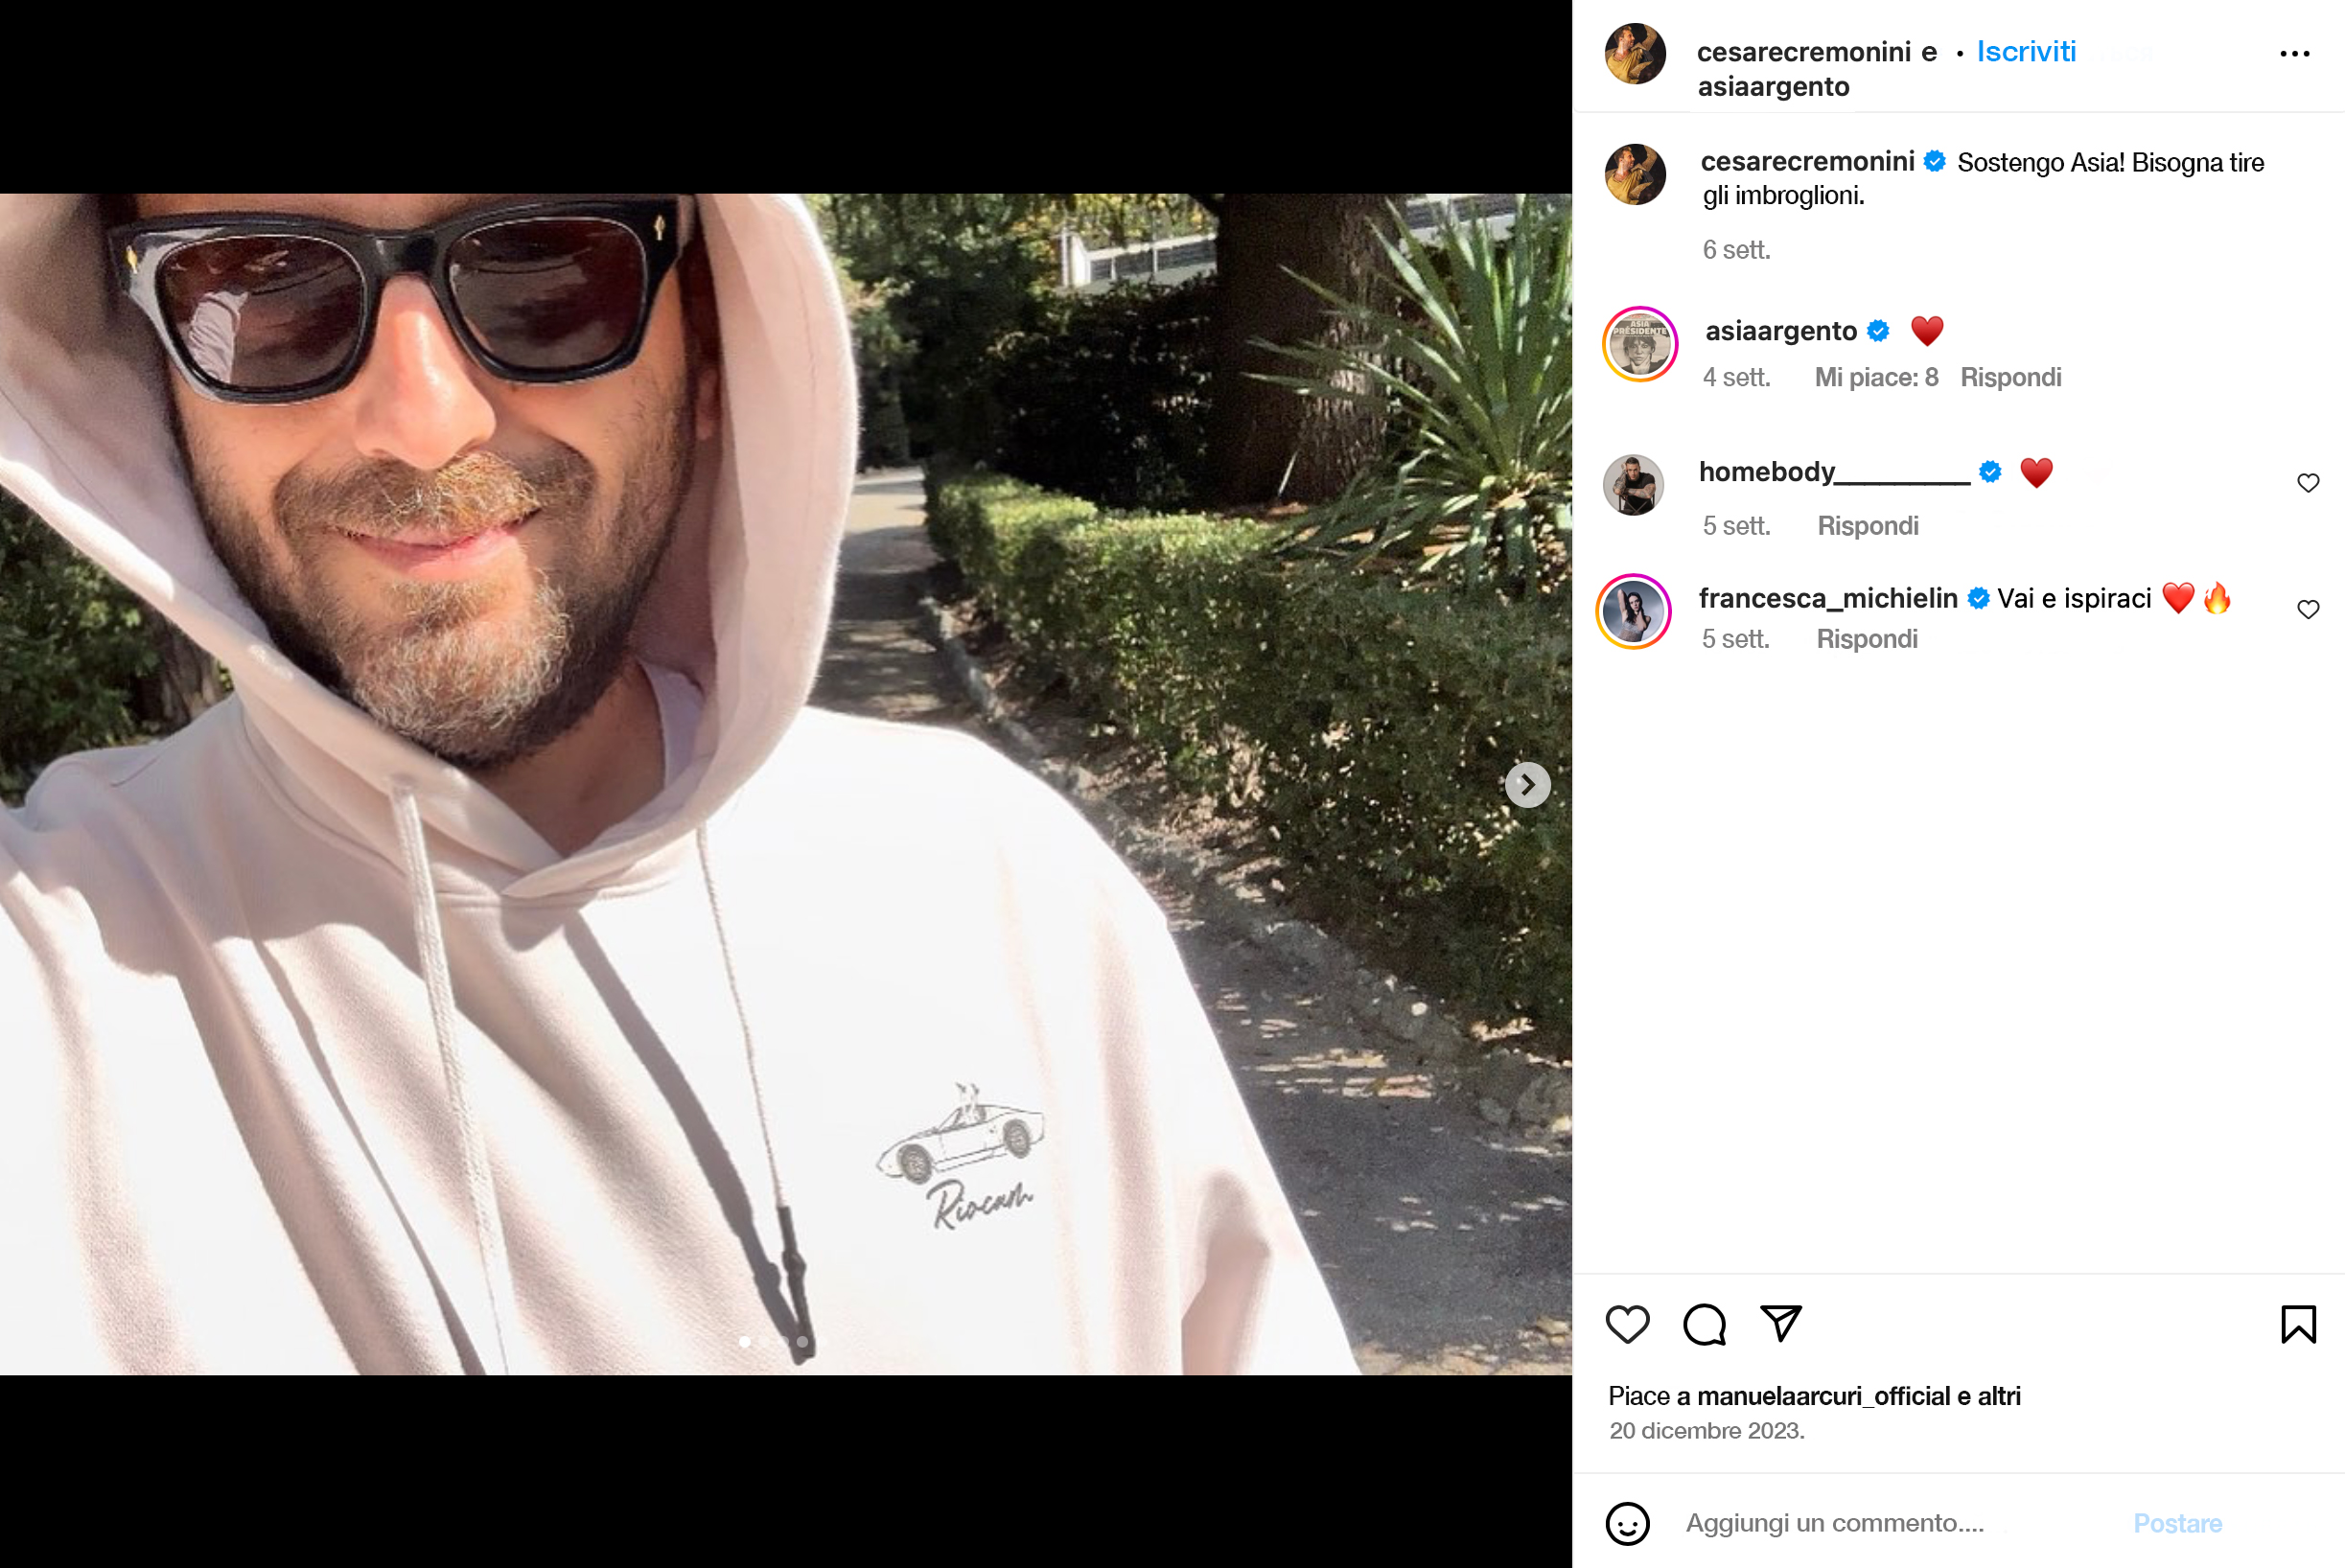 cesarecremonini e • Iscriviti
asiaargento
cesarecremonini Sostengo Asia! Bisogna tire
gli imbroglioni.
6 sett.
ASIA
PRESIDENTE
asiaargento ♥
4 sett. Mi piace: 8 Rispondi
homebody__________ ♥
5 sett. Rispondi
francesca_michielin Vai e ispiraci ❤️🔥
5 sett. Rispondi
Riocam
Piace a manuelaarcuri_official e altri
20 dicembre 2023.
Aggiungi un commento.... Postare